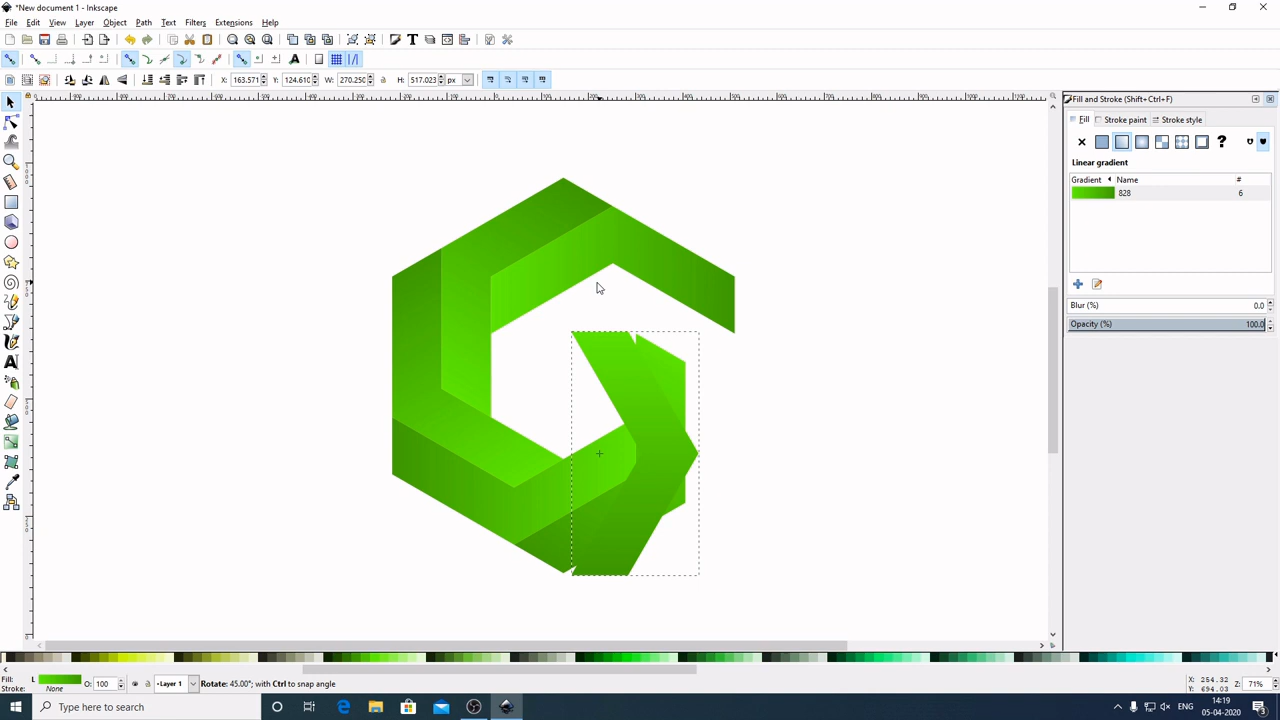 *New document 1 - Inkscape
File Edit View Layer Object Path Text Filters Extensions Help
X: 163.571 Y: 124.610 W: 270.250 H: 517.023 px
Fill and Stroke (Shift+Ctrl+F)
Fill Stroke paint Stroke style
Linear gradient
Gradient Name #
828 6
Blur (%) 0.0
Opacity (%) 100.0
Fill: L O: 100 Layer 1 Rotate: 45.00°; with Ctrl to snap angle X: 254.32 Z: 71%
Stroke: None Y: 694.03
Type here to search ENG 14:19
05-04-2020